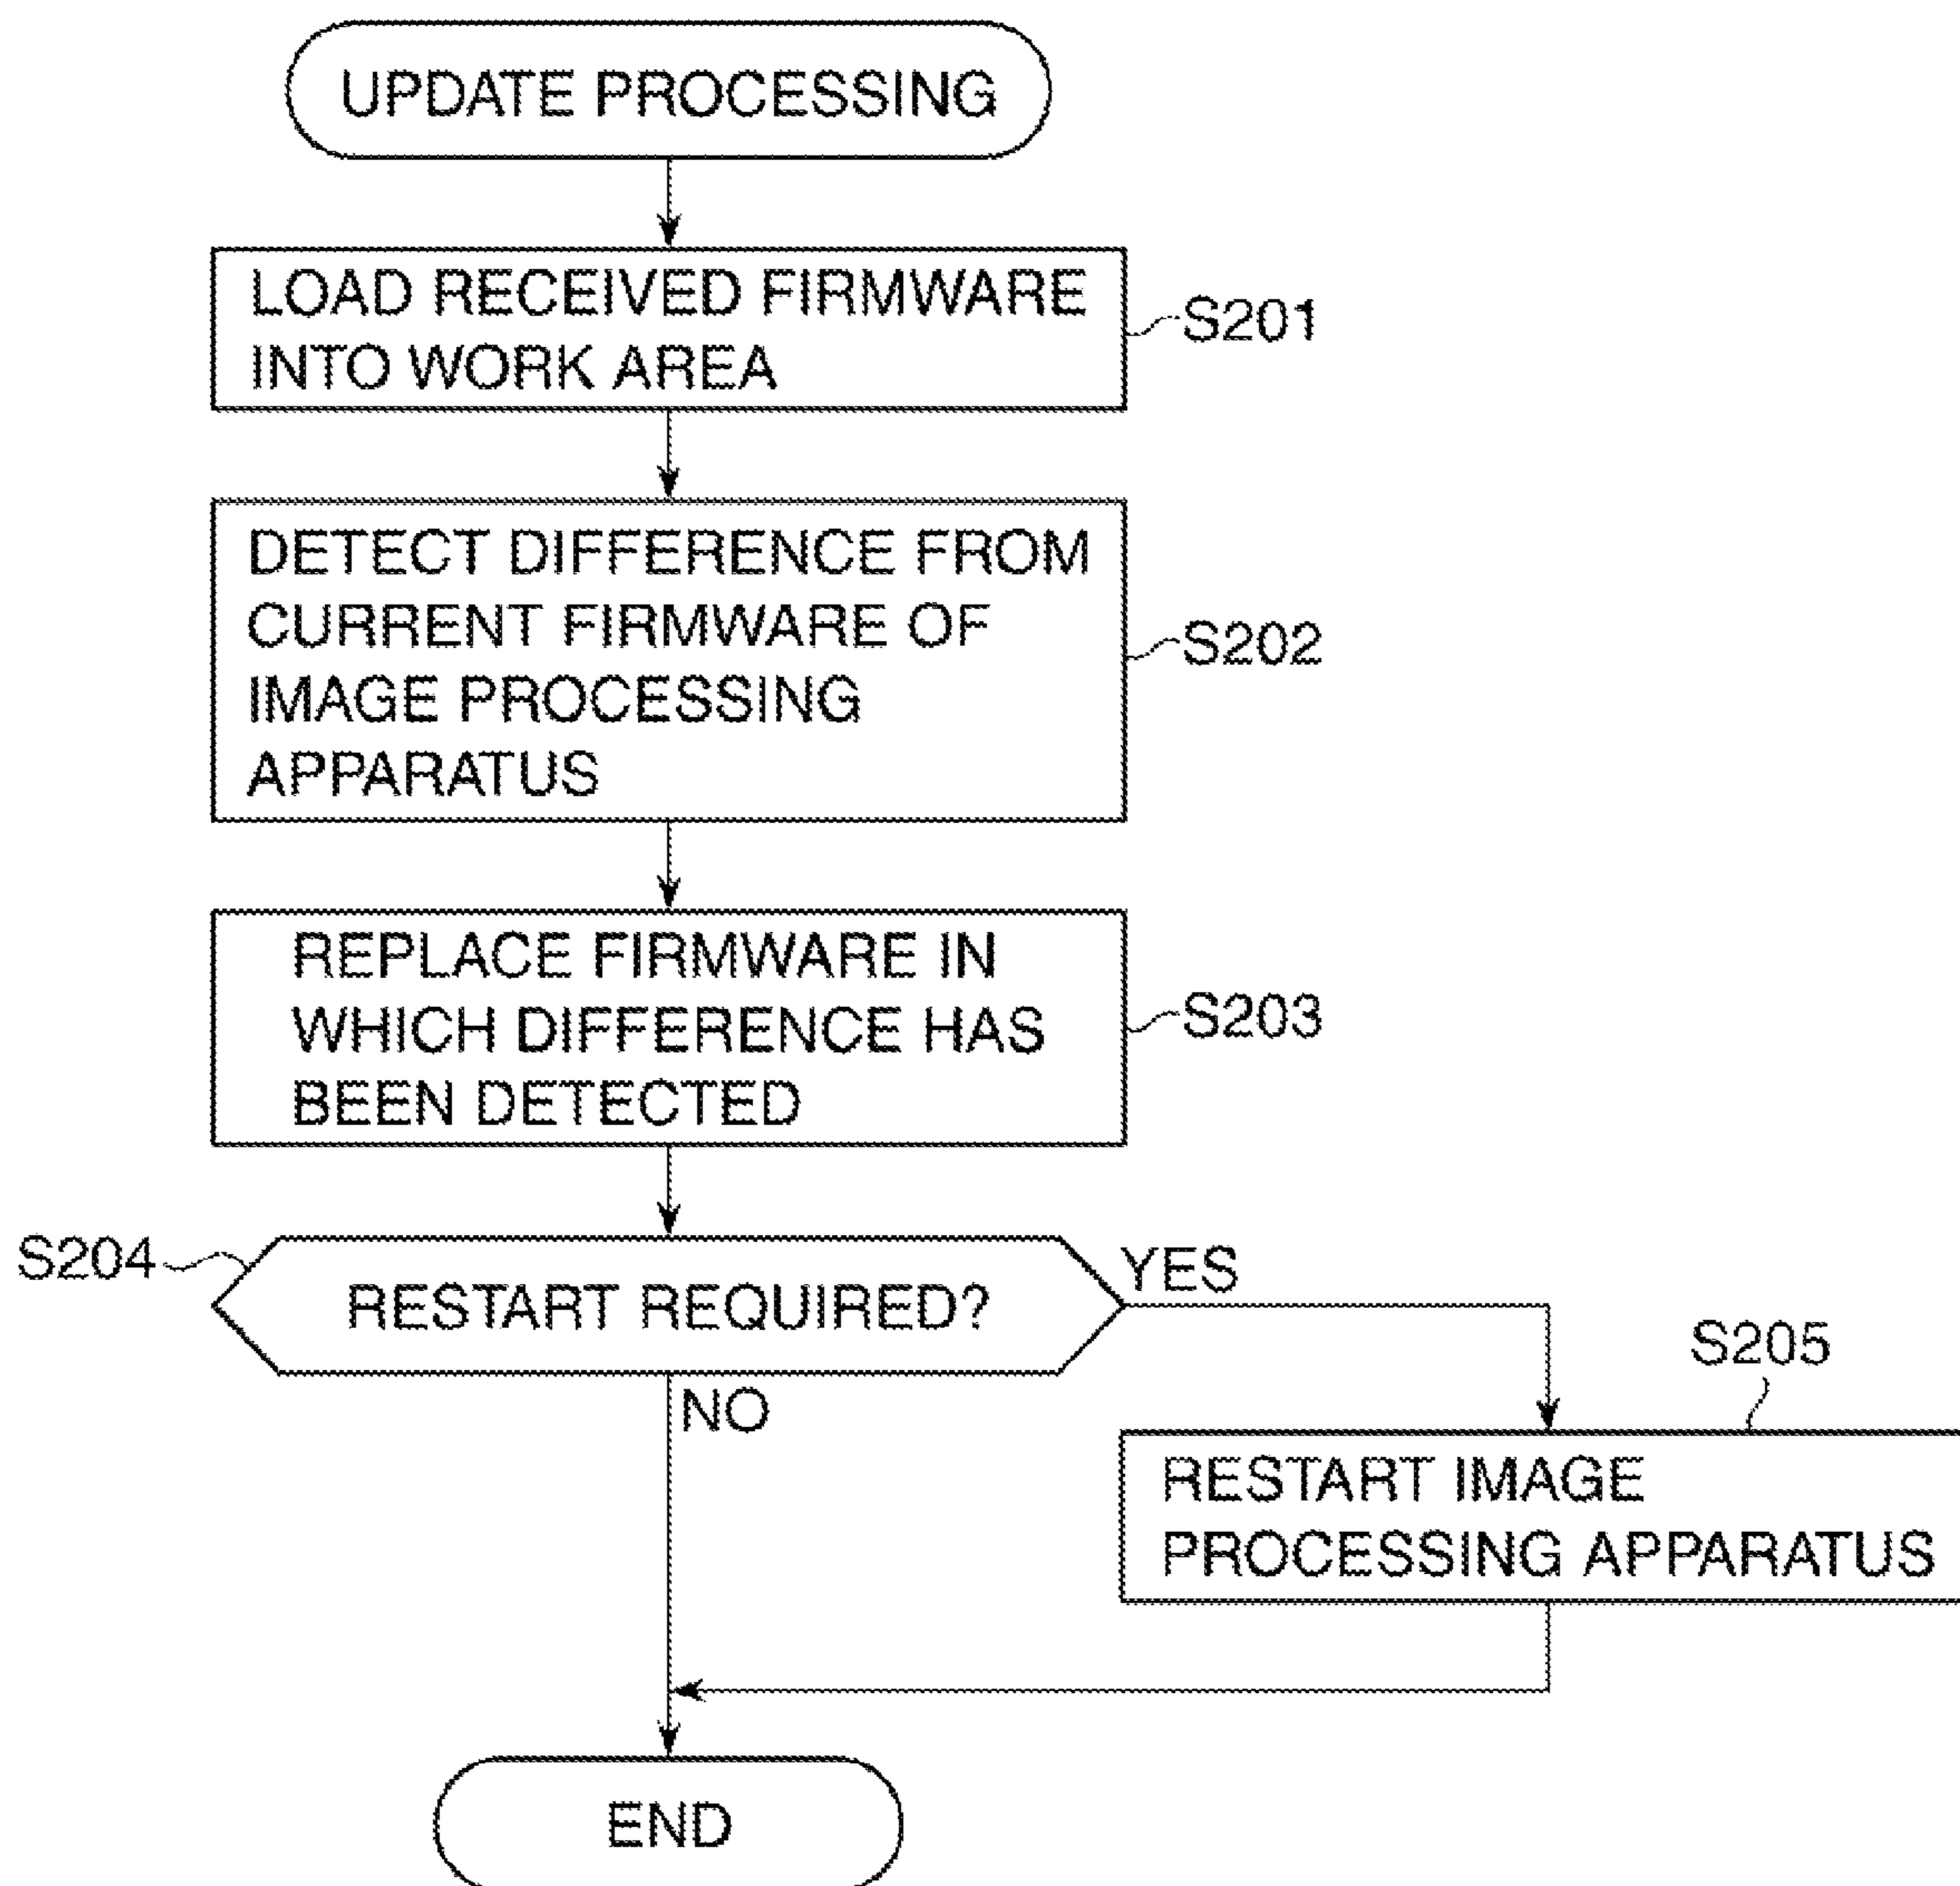 UPDATE PROCESSING
LOAD RECEIVED FIRMWARE
INTO WORK AREA
S201
DETECT DIFFERENCE FROM
CURRENT FIRMWARE OF
IMAGE PROCESSING
APPARATUS
S202
REPLACE FIRMWARE IN
WHICH DIFFERENCE HAS
BEEN DETECTED
S203
S204
RESTART REQUIRED?
YES
NO
S205
RESTART IMAGE
PROCESSING APPARATUS
END